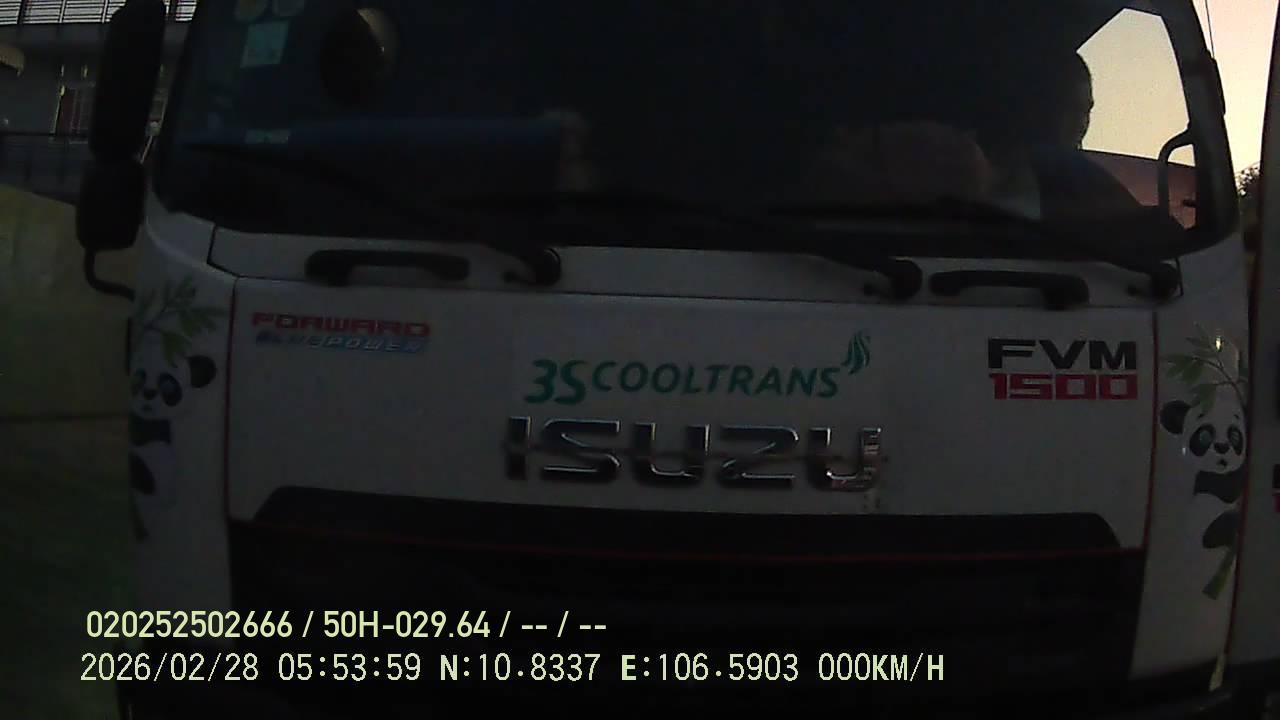 FORWARD
BLUEPOWER
3S COOLTRANS
FVM
1500
ISUZU
020252502666 / 50H-029.64 / -- / --
2026/02/28 05:53:59 N:10.8337 E:106.5903 000KM/H